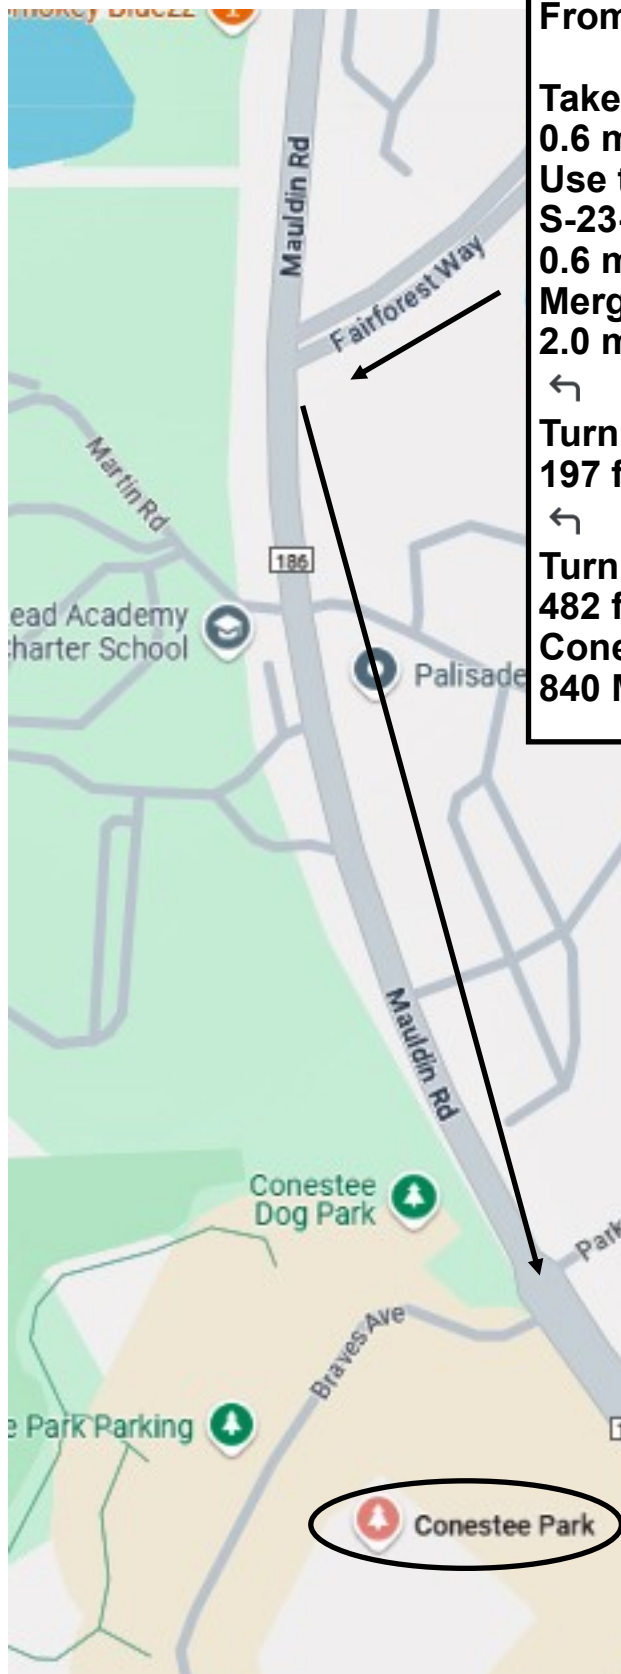 Mauldin Rd
Fairforest Way
Martin Rd
186
ead Academy
harter School
Palisade
Mauldin Rd
Conestee
Dog Park
Park
Braves Ave
e Park Parking
Conestee Park
From
Take
0.6 m
Use t
S-23-
0.6 m
Merg
2.0 m
Turn
197 f
Turn
482 f
Cone
840 M